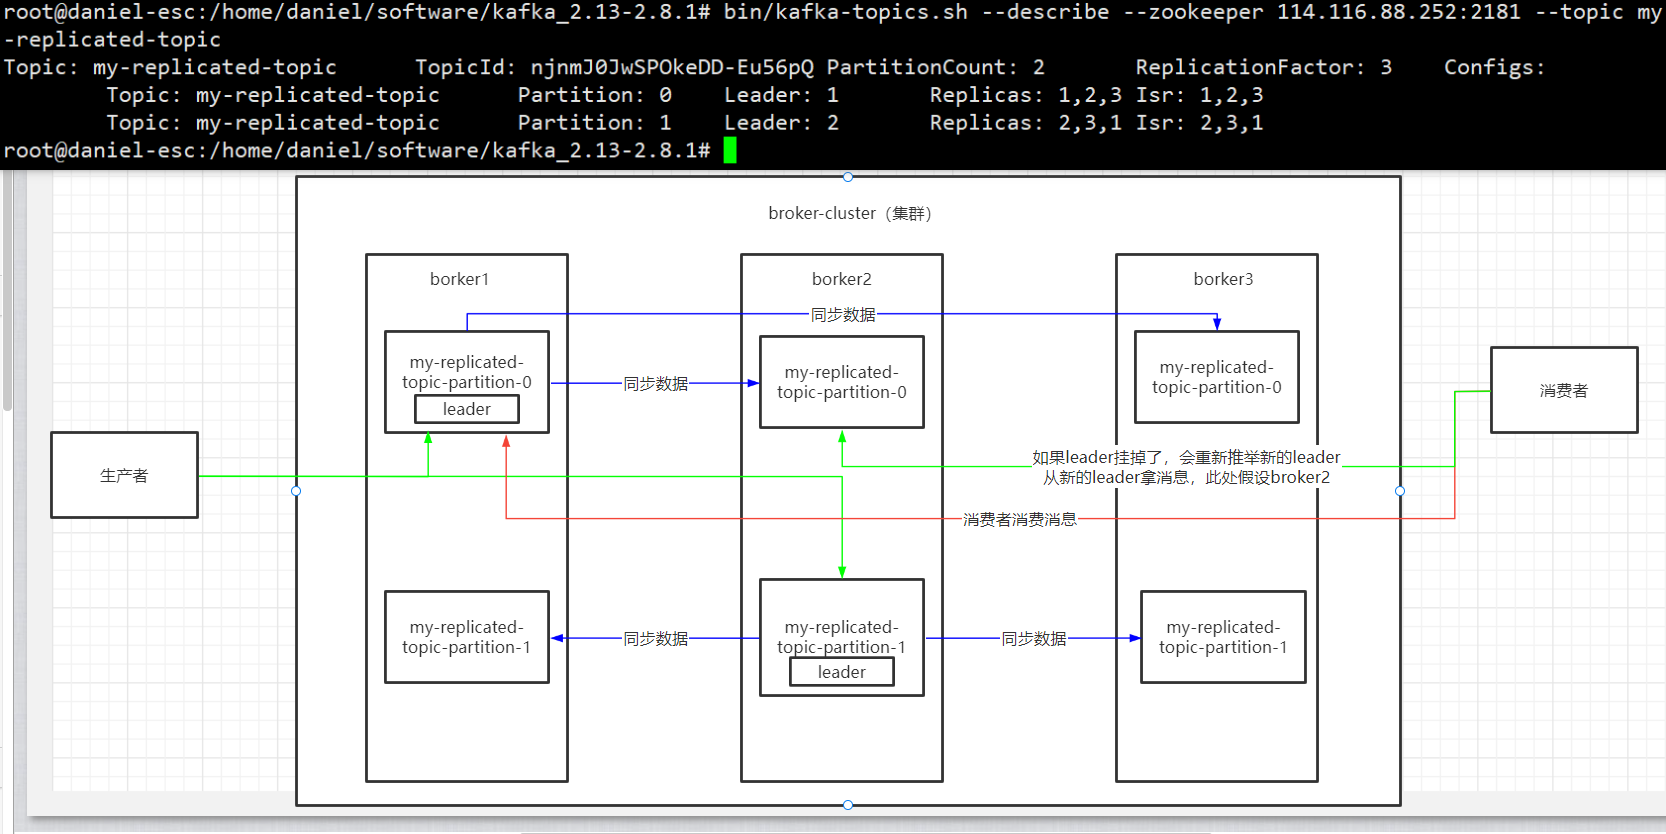 root@daniel-esc:/home/daniel/software/kafka_2.13-2.8.1# bin/kafka-topics.sh --describe --zookeeper 114.116.88.252:2181 --topic my
-replicated-topic
Topic: my-replicated-topic TopicId: njnmJ0JwSPOkeDD-Eu56pQ PartitionCount: 2 ReplicationFactor: 3 Configs:
Topic: my-replicated-topic Partition: 0 Leader: 1 Replicas: 1,2,3 Isr: 1,2,3
Topic: my-replicated-topic Partition: 1 Leader: 2 Replicas: 2,3,1 Isr: 2,3,1
root@daniel-esc:/home/daniel/software/kafka_2.13-2.8.1#
broker-cluster（集群）
borker1
borker2
borker3
同步数据
my-replicated-
topic-partition-0
leader
同步数据
my-replicated-
topic-partition-0
my-replicated-
topic-partition-0
消费者
生产者
如果leader挂掉了，会重新推举新的leader
从新的leader拿消息，此处假设broker2
消费者消费消息
my-replicated-
topic-partition-1
同步数据
my-replicated-
topic-partition-1
leader
同步数据
my-replicated-
topic-partition-1